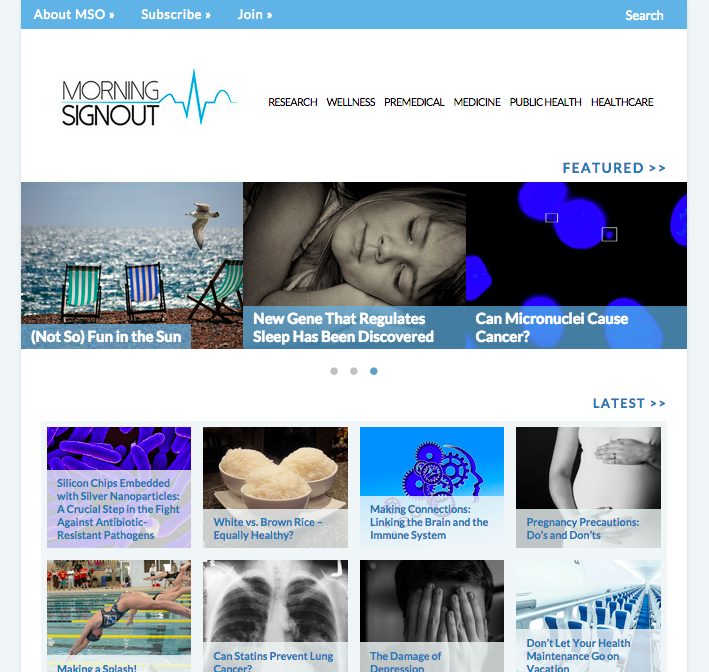 About MSO »
Subscribe »
Join »
Search
MORNING
SIGNOUT
RESEARCH
WELLNESS
PREMEDICAL
MEDICINE
PUBLIC HEALTH
HEALTHCARE
FEATURED >>
(Not So) Fun in the Sun
New Gene That Regulates
Sleep Has Been Discovered
Can Micronuclei Cause
Cancer?
LATEST >>
Silicon Chips Embedded
with Silver Nanoparticles:
A Crucial Step in the Fight
Against Antibiotic-
Resistant Pathogens
White vs. Brown Rice –
Equally Healthy?
Making Connections:
Linking the Brain and the
Immune System
Pregnancy Precautions:
Do's and Don'ts
Making a Splash!
Can Statins Prevent Lung
Cancer?
The Damage of
Depression
Don't Let Your Health
Maintenance Go on
Vacation